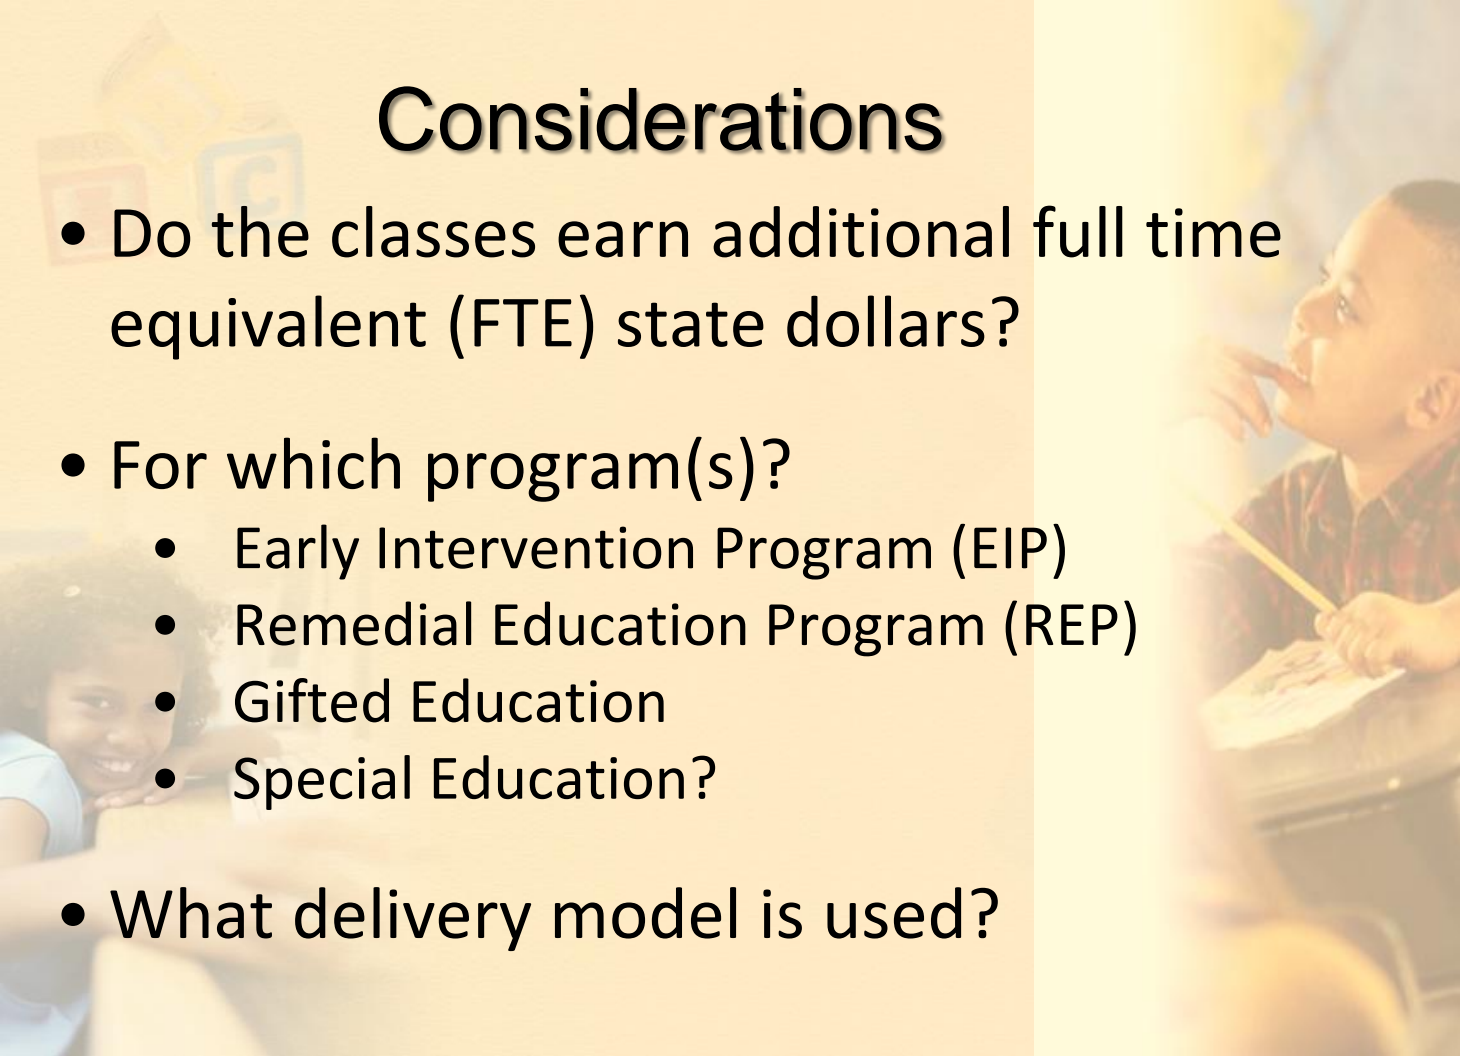 Considerations
• Do the classes earn additional full time
equivalent (FTE) state dollars?
• For which program(s)?
• Early Intervention Program (EIP)
• Remedial Education Program (REP)
• Gifted Education
• Special Education?
• What delivery model is used?
C